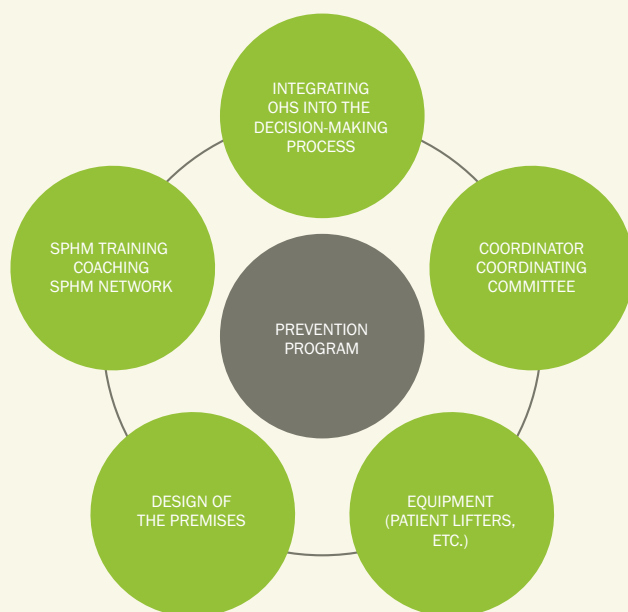 INTEGRATING
OHS INTO THE
DECISION-MAKING
PROCESS
SPHM TRAINING
COACHING
SPHM NETWORK
COORDINATOR
COORDINATING
COMMITTEE
PREVENTION
PROGRAM
DESIGN OF
THE PREMISES
EQUIPMENT
(PATIENT LIFTERS,
ETC.)